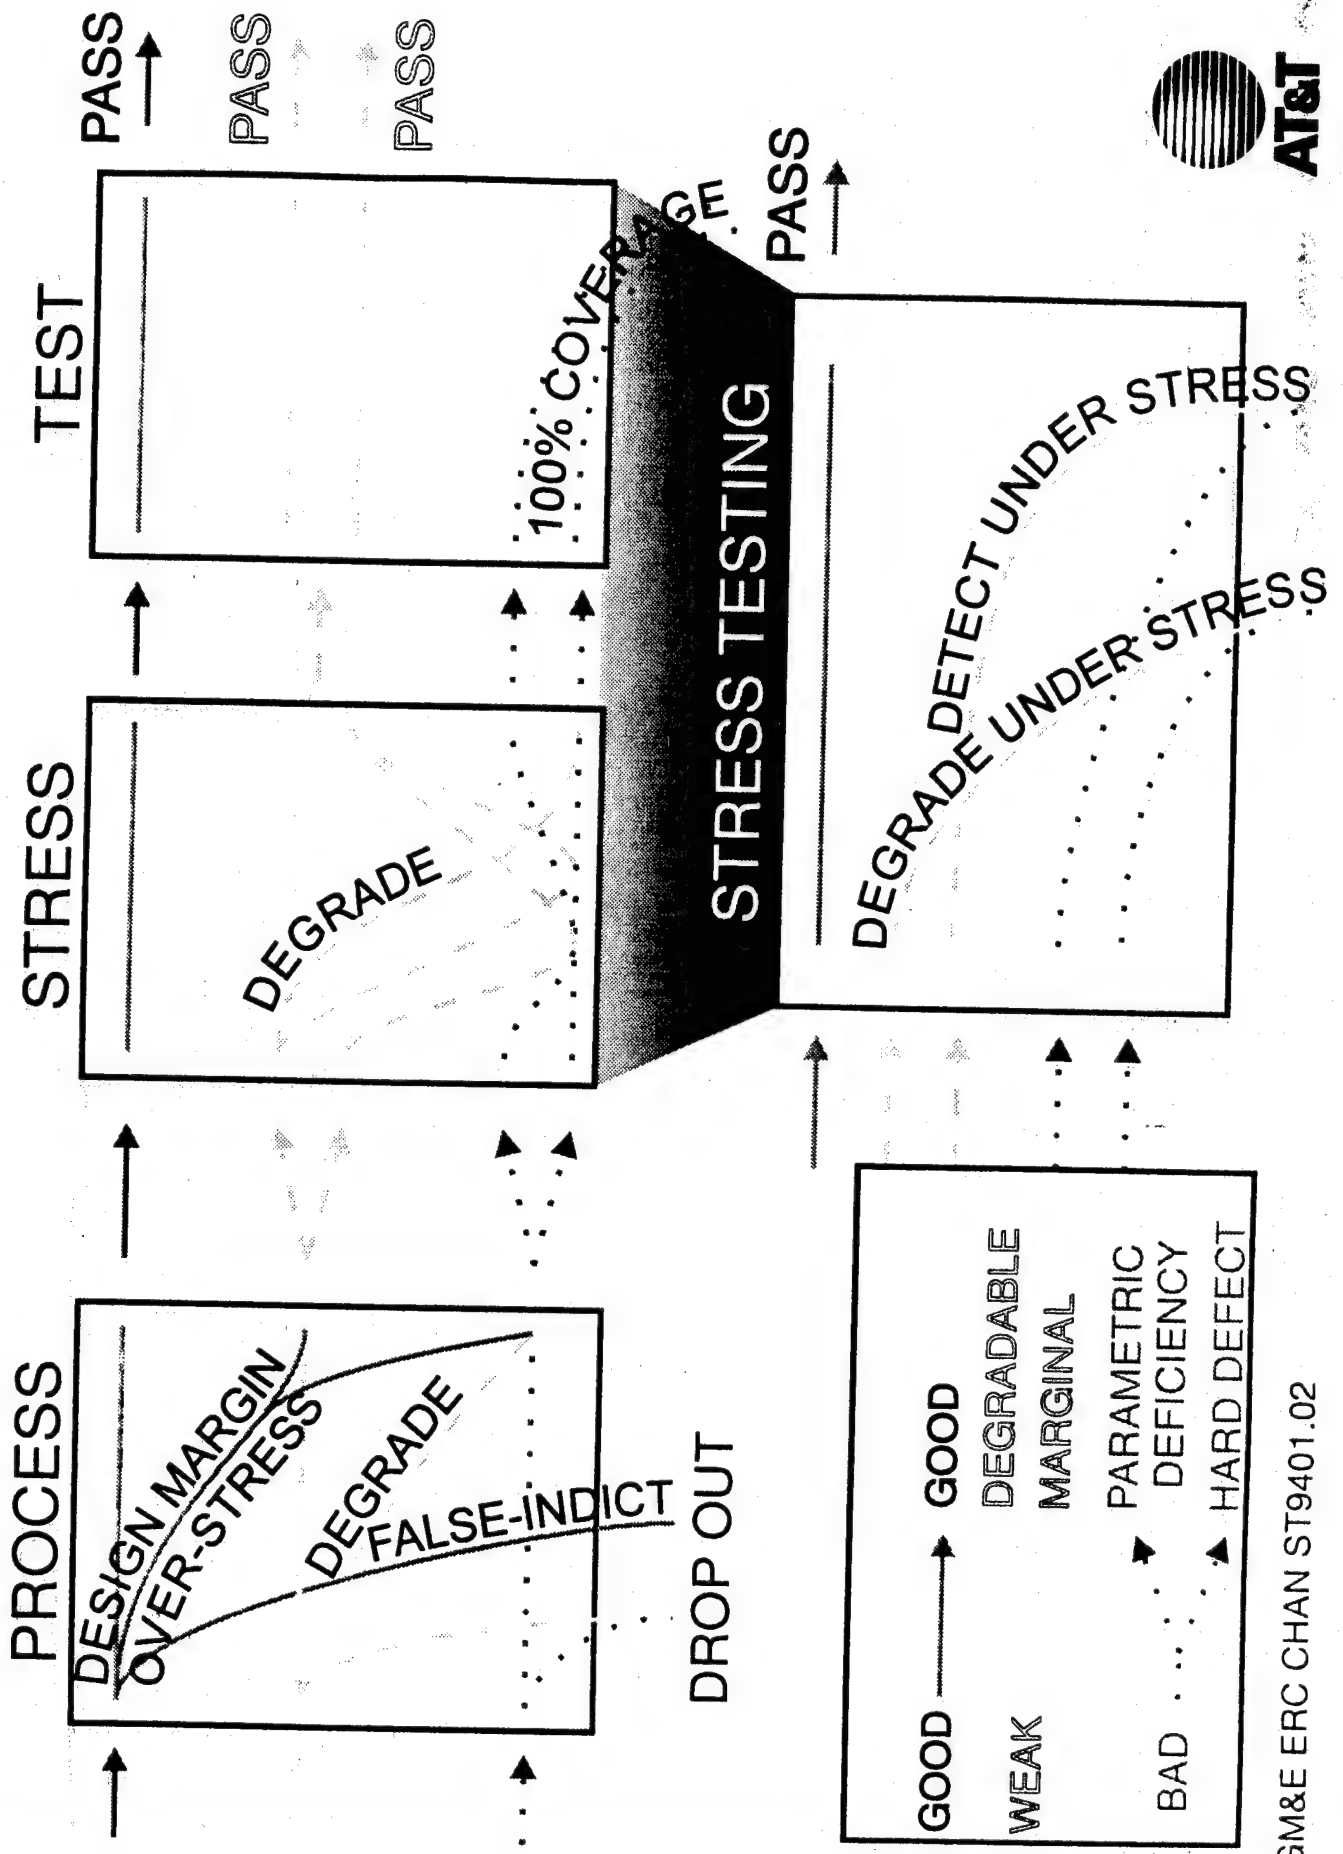 PROCESS
STRESS
TEST
DESIGN MARGIN
OVER-STRESS
DEGRADE
FALSE-INDICT
DROP OUT
DEGRADE
100% COVERAGE
PASS
PASS
PASS
STRESS TESTING
GOOD
GOOD
WEAK
DEGRADABLE
MARGINAL
BAD
PARAMETRIC
DEFICIENCY
HARD DEFECT
DEGRADE UNDER STRESS
DETECT UNDER STRESS
PASS
GM&E ERC CHAN ST9401.02
AT&T